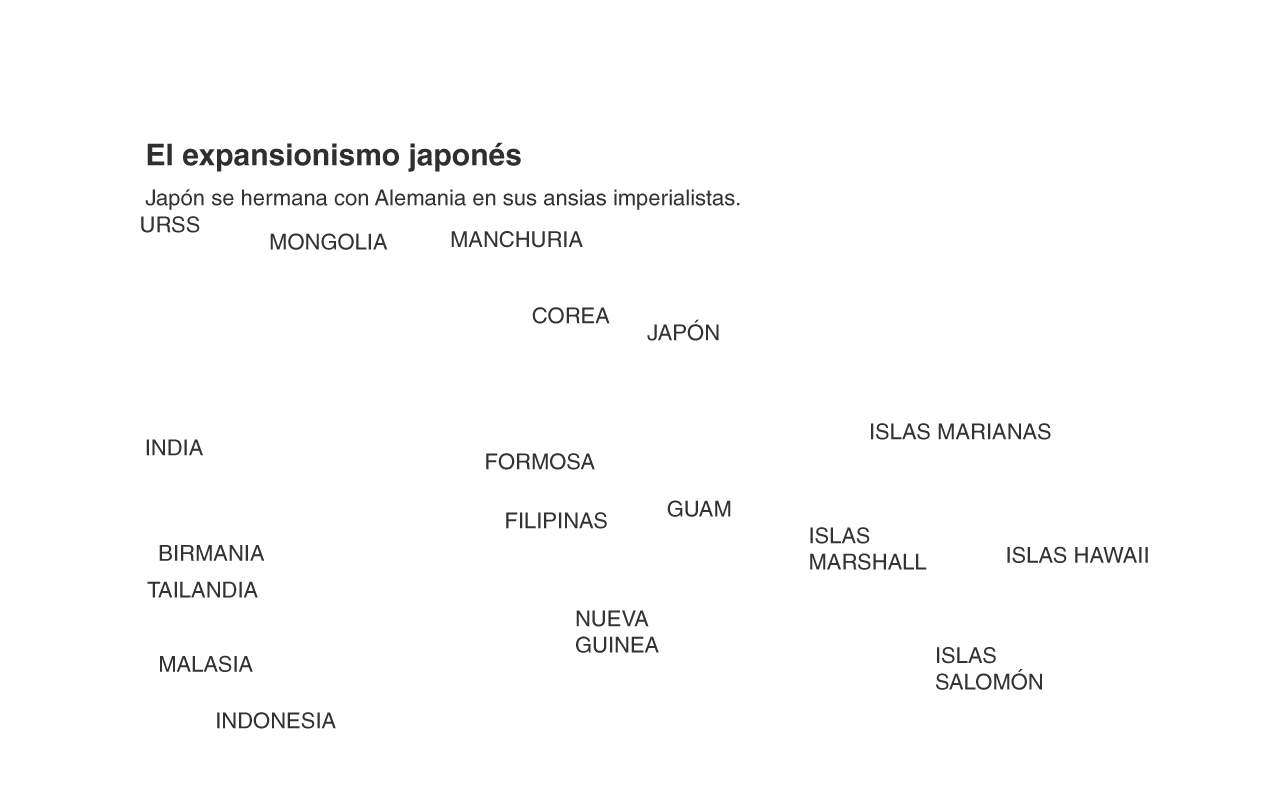 El expansionismo japonés
Japón se hermana con Alemania en sus ansias imperialistas.
URSS
MONGOLIA
MANCHURIA
COREA
JAPÓN
ISLAS MARIANAS
INDIA
FORMOSA
GUAM
FILIPINAS
ISLAS
MARSHALL
ISLAS HAWAII
BIRMANIA
TAILANDIA
NUEVA
GUINEA
ISLAS
SALOMÓN
MALASIA
INDONESIA